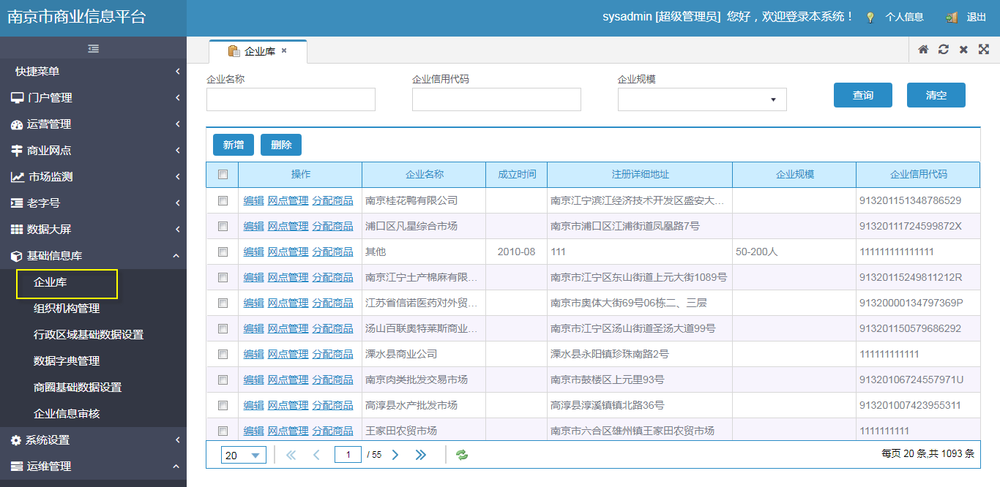 南京市商业信息平台
sysadmin [超级管理员] 您好，欢迎登录本系统！ 个人信息 退出
快捷菜单
门户管理
运营管理
商业网点
市场监测
老字号
数据大屏
基础信息库
企业库
组织机构管理
行政区域基础数据设置
数据字典管理
商圈基础数据设置
企业信息审核
系统设置
运维管理
企业库
企业名称 企业信用代码 企业规模
查询 清空
新增 删除
操作 企业名称 成立时间 注册详细地址 企业规模 企业信用代码
编辑 网点管理 分配商品 南京桂花鸭有限公司 南京江宁滨江经济技术开发区盛安大... 913201151348786529
编辑 网点管理 分配商品 浦口区凡星综合市场 南京市浦口区江浦街道凤凰路7号 91320111724599872X
编辑 网点管理 分配商品 其他 2010-08 111 50-200人 111111111111111
编辑 网点管理 分配商品 南京江宁土产棉麻有限... 南京市江宁区东山街道上元大街1089号 91320115249811212R
编辑 网点管理 分配商品 江苏省信诺医药对外贸... 南京市奥体大街69号06栋二、三层 91320000134797369P
编辑 网点管理 分配商品 汤山百联奥特莱斯商业... 南京市江宁区汤山街道圣汤大道99号 913201150579686292
编辑 网点管理 分配商品 溧水县商业公司 溧水县永阳镇珍珠南路2号 111111111111
编辑 网点管理 分配商品 南京肉类批发交易市场 南京市鼓楼区上元里93号 91320106724557971U
编辑 网点管理 分配商品 高淳县水产批发市场 高淳县淳溪镇镇北路36号 913201007423955311
编辑 网点管理 分配商品 王家田农贸市场 南京市六合区雄州镇王家田农贸市场 1111111111
20 1 / 55 每页 20 条,共 1093 条